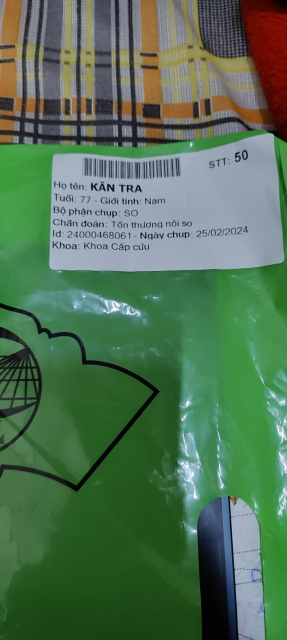 STT: 50
Họ tên: KĂN TRA
Tuổi: 77 - Giới tính: Nam
Bộ phận chụp: SO
Chẩn đoán: Tổn thương nội sọ
Id: 24000468061 - Ngày chụp: 25/02/2024
Khoa: Khoa Cấp cứu